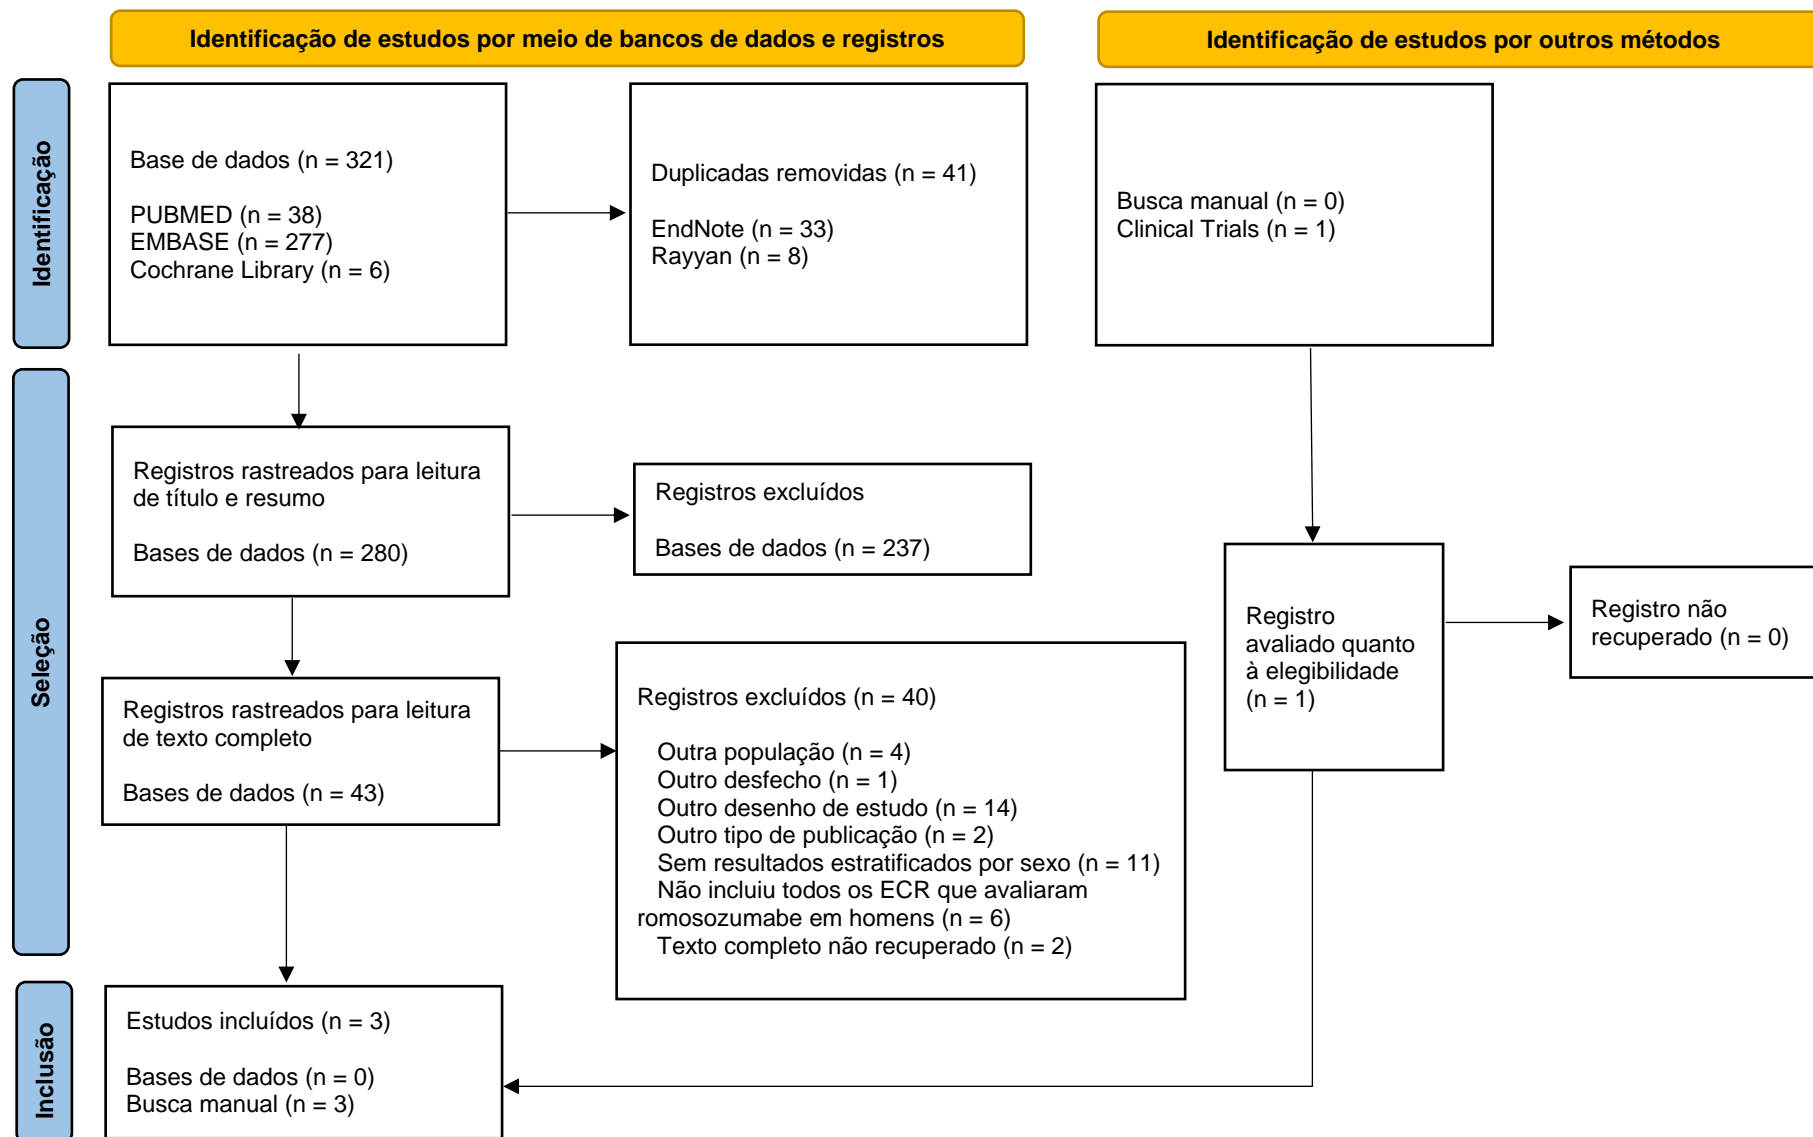 Identificação de estudos por meio de bancos de dados e registros
Identificação de estudos por outros métodos
Identificação
Base de dados (n = 321)
PUBMED (n = 38)
EMBASE (n = 277)
Cochrane Library (n = 6)
Duplicadas removidas (n = 41)
EndNote (n = 33)
Rayyan (n = 8)
Busca manual (n = 0)
Clinical Trials (n = 1)
Seleção
Registros rastreados para leitura
de título e resumo
Bases de dados (n = 280)
Registros excluídos
Bases de dados (n = 237)
Registro
avaliado quanto
à elegibilidade
(n = 1)
Registro não
recuperado (n = 0)
Registros rastreados para leitura
de texto completo
Bases de dados (n = 43)
Registros excluídos (n = 40)
Outra população (n = 4)
Outro desfecho (n = 1)
Outro desenho de estudo (n = 14)
Outro tipo de publicação (n = 2)
Sem resultados estratificados por sexo (n = 11)
Não incluiu todos os ECR que avaliaram
romosozumabe em homens (n = 6)
Texto completo não recuperado (n = 2)
Inclusão
Estudos incluídos (n = 3)
Bases de dados (n = 0)
Busca manual (n = 3)